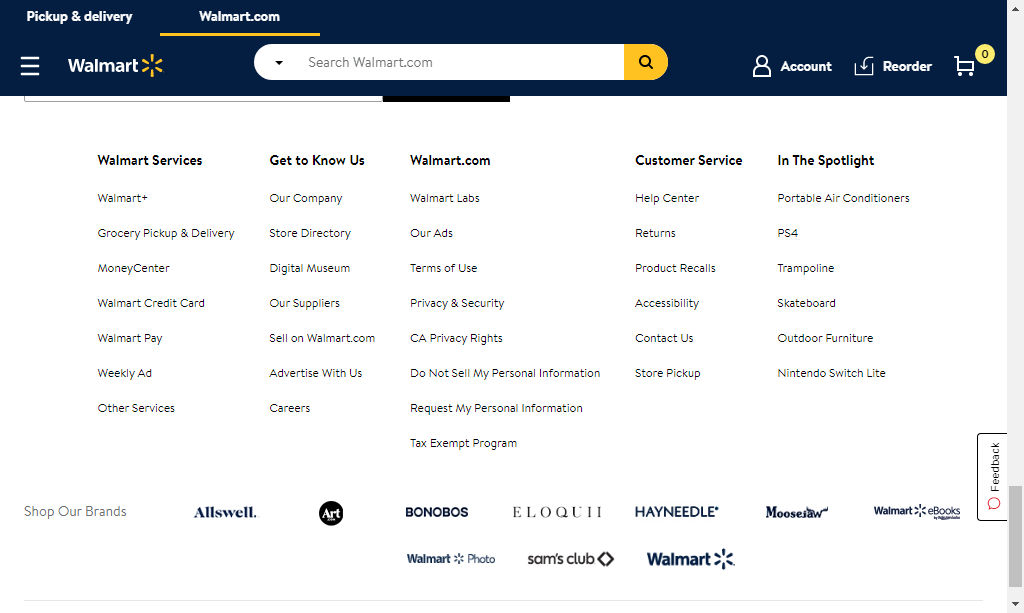 Pickup & delivery
Walmart.com
Walmart
Search Walmart.com
Account
Reorder
0
Walmart Services
Walmart+
Grocery Pickup & Delivery
MoneyCenter
Walmart Credit Card
Walmart Pay
Weekly Ad
Other Services
Get to Know Us
Our Company
Store Directory
Digital Museum
Our Suppliers
Sell on Walmart.com
Advertise With Us
Careers
Walmart.com
Walmart Labs
Our Ads
Terms of Use
Privacy & Security
CA Privacy Rights
Do Not Sell My Personal Information
Request My Personal Information
Tax Exempt Program
Customer Service
Help Center
Returns
Product Recalls
Accessibility
Contact Us
Store Pickup
In The Spotlight
Portable Air Conditioners
PS4
Trampoline
Skateboard
Outdoor Furniture
Nintendo Switch Lite
Feedback
Shop Our Brands
Allswell.
Art
.com
BONOBOS
ELOQUII
HAYNEEDLE
Moosejaw
Walmart eBooks
by Rakuten kobo
Walmart Photo
sam's club
Walmart